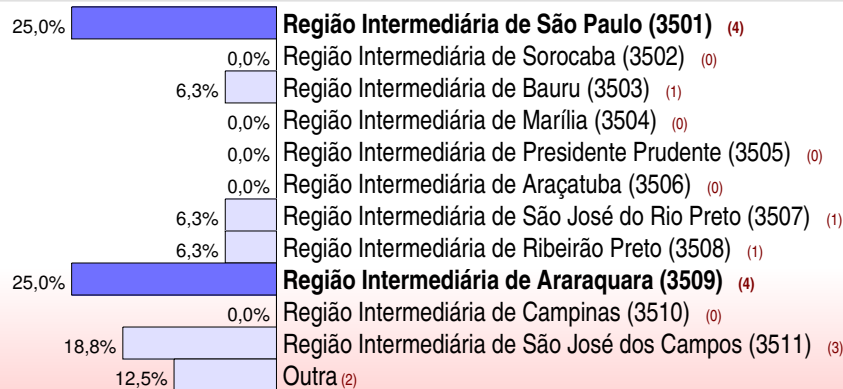 25,0% Região Intermediária de São Paulo (3501) (4)
0,0% Região Intermediária de Sorocaba (3502) (0)
6,3% Região Intermediária de Bauru (3503) (1)
0,0% Região Intermediária de Marília (3504) (0)
0,0% Região Intermediária de Presidente Prudente (3505) (0)
0,0% Região Intermediária de Araçatuba (3506) (0)
6,3% Região Intermediária de São José do Rio Preto (3507) (1)
6,3% Região Intermediária de Ribeirão Preto (3508) (1)
25,0% Região Intermediária de Araraquara (3509) (4)
0,0% Região Intermediária de Campinas (3510) (0)
18,8% Região Intermediária de São José dos Campos (3511) (3)
12,5% Outra (2)